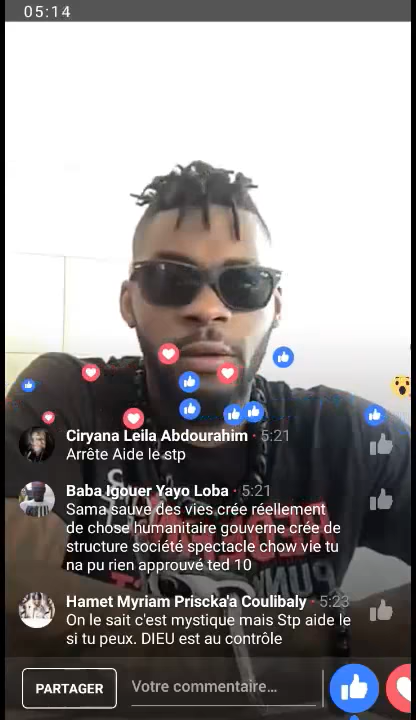 05:14
Ciryana Leila Abdourahim · 5:21
Arrête Aide le stp
Baba Igouer Yayo Loba · 5:21
Sama sauve des vies crée réellement
de chose humanitaire gouverne crée de
structure société spectacle chow vie tu
na pu rien approuvé ted 10
Hamet Myriam Priscka'a Coulibaly · 5:23
On le sait c'est mystique mais Stp aide le
si tu peux. DIEU est au contrôle
PARTAGER
Votre commentaire...